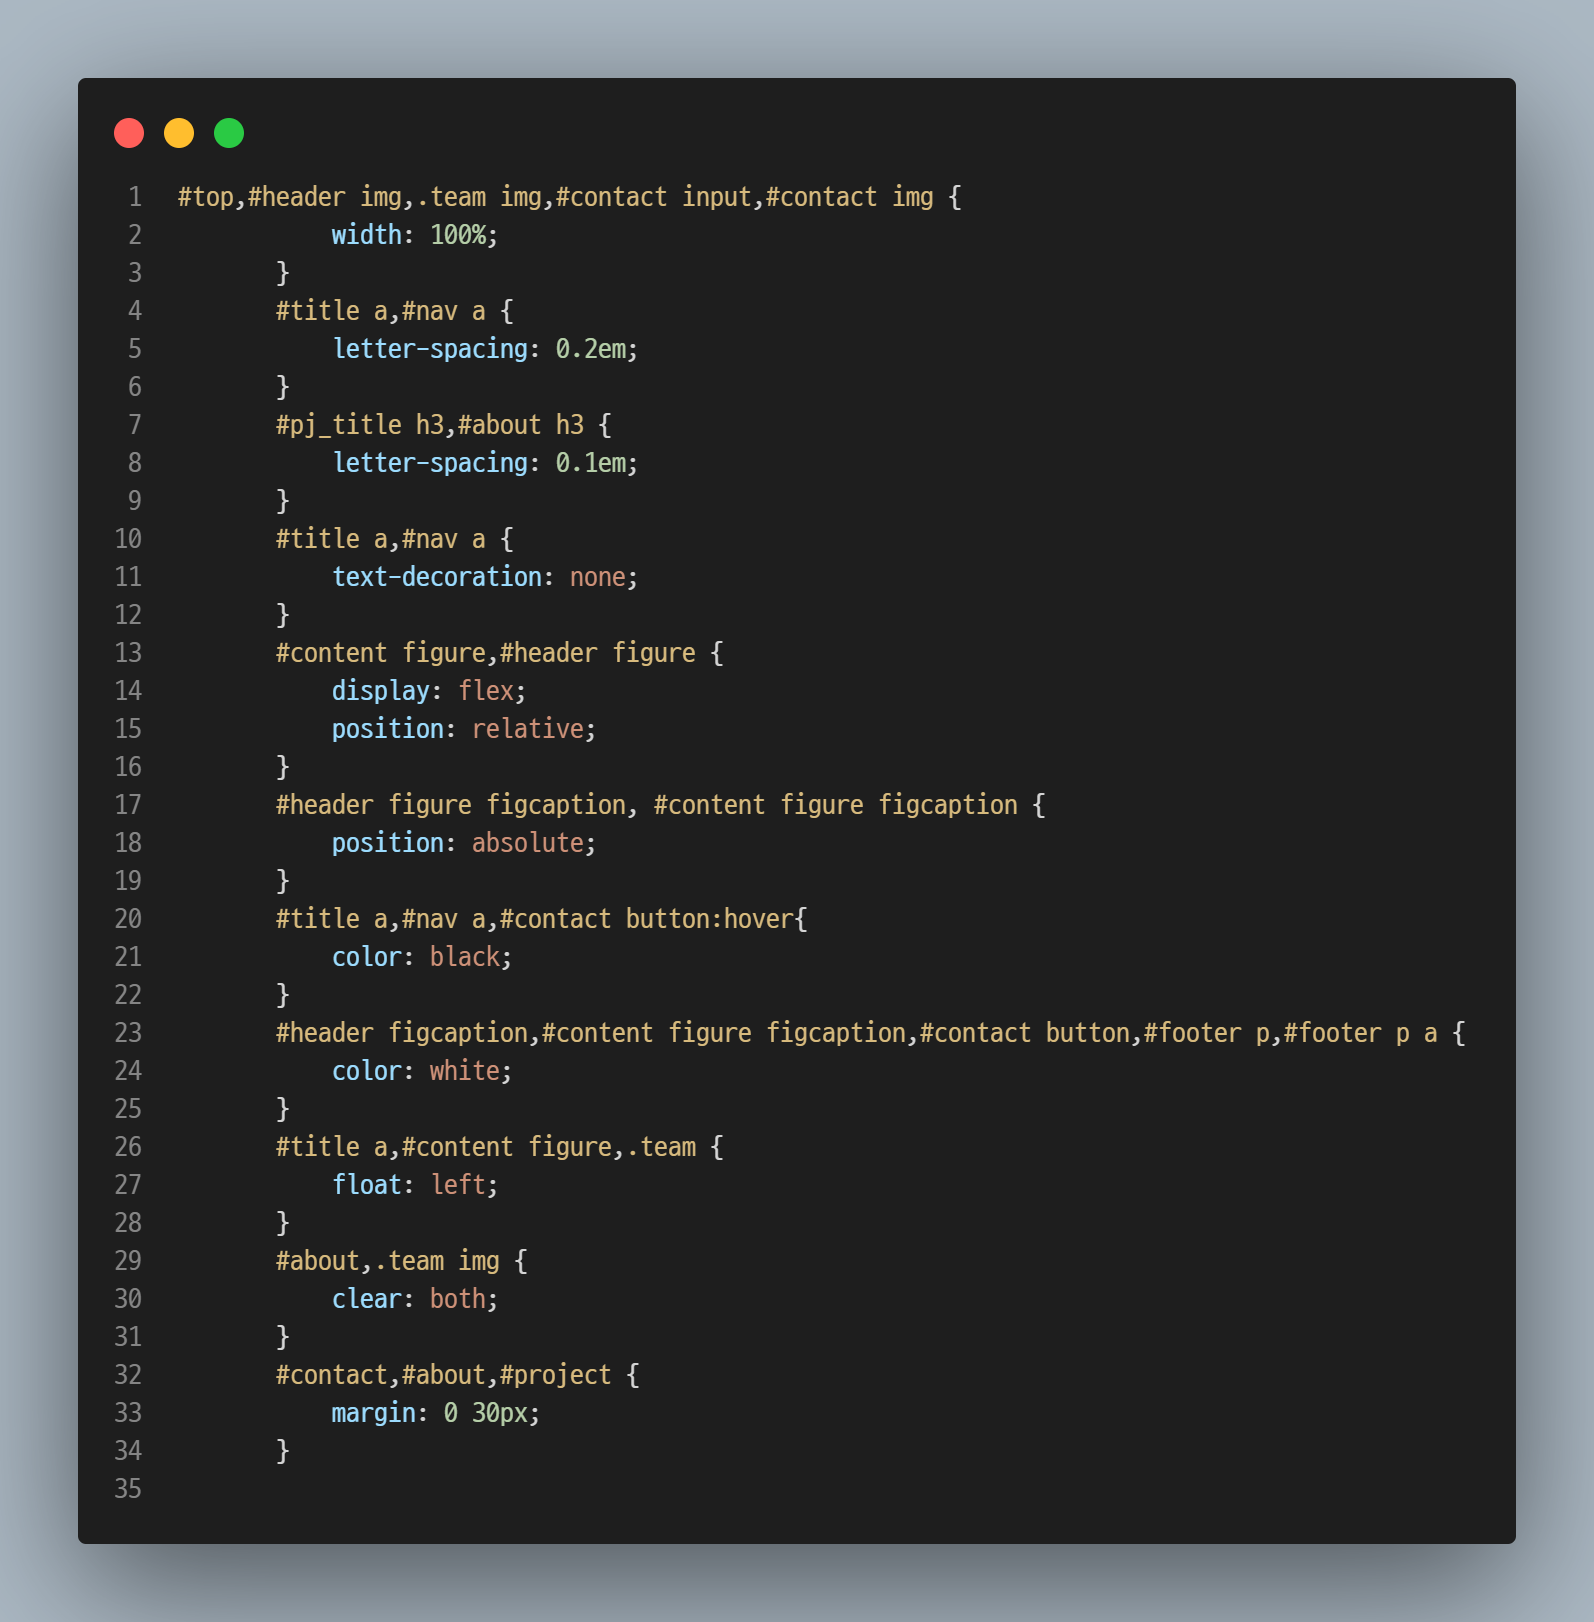 1 #top,#header img,.team img,#contact input,#contact img {
2 width: 100%;
3 }
4 #title a,#nav a {
5 letter-spacing: 0.2em;
6 }
7 #pj_title h3,#about h3 {
8 letter-spacing: 0.1em;
9 }
10 #title a,#nav a {
11 text-decoration: none;
12 }
13 #content figure,#header figure {
14 display: flex;
15 position: relative;
16 }
17 #header figure figcaption, #content figure figcaption {
18 position: absolute;
19 }
20 #title a,#nav a,#contact button:hover{
21 color: black;
22 }
23 #header figcaption,#content figure figcaption,#contact button,#footer p,#footer p a {
24 color: white;
25 }
26 #title a,#content figure,.team {
27 float: left;
28 }
29 #about,.team img {
30 clear: both;
31 }
32 #contact,#about,#project {
33 margin: 0 30px;
34 }
35